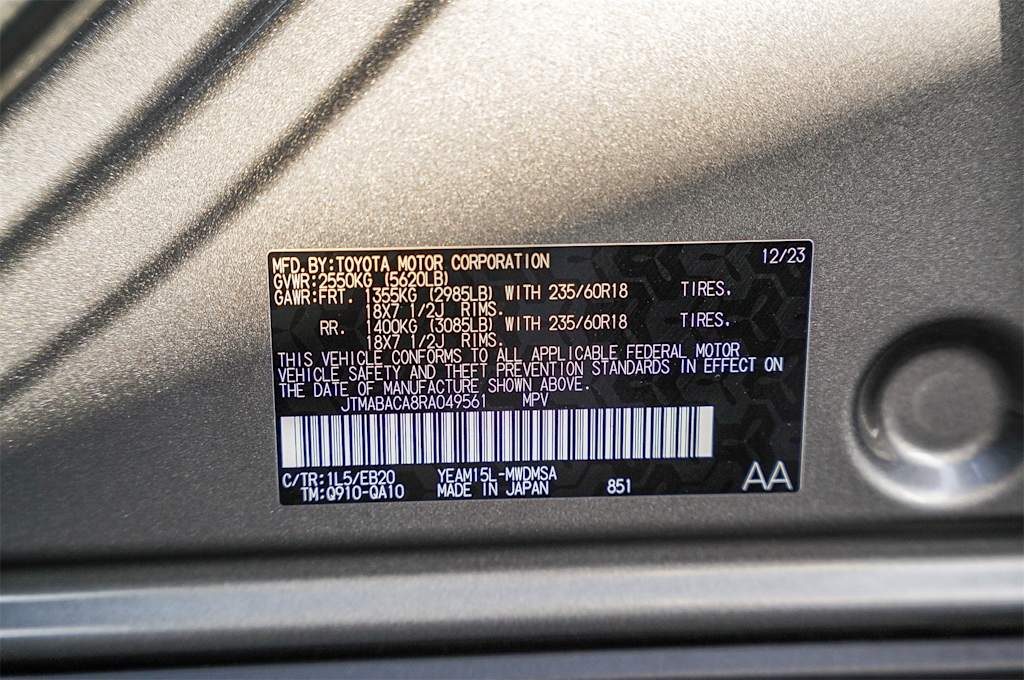 MFD.BY:TOYOTA MOTOR CORPORATION 12/23
GVWR:2550KG (5620LB)
GAWR:FRT. 1355KG (2985LB) WITH 235/60R18 TIRES.
18X7 1/2J RIMS.
RR. 1400KG (3085LB) WITH 235/60R18 TIRES.
18X7 1/2J RIMS.
THIS VEHICLE CONFORMS TO ALL APPLICABLE FEDERAL MOTOR
VEHICLE SAFETY AND THEFT PREVENTION STANDARDS IN EFFECT ON
THE DATE OF MANUFACTURE SHOWN ABOVE.
JTMABACA8RA049561 MPV
C/TR:1L5/EB20 YEAM15L-MWDMSA
TM:Q910-QA10 MADE IN JAPAN 851 AA